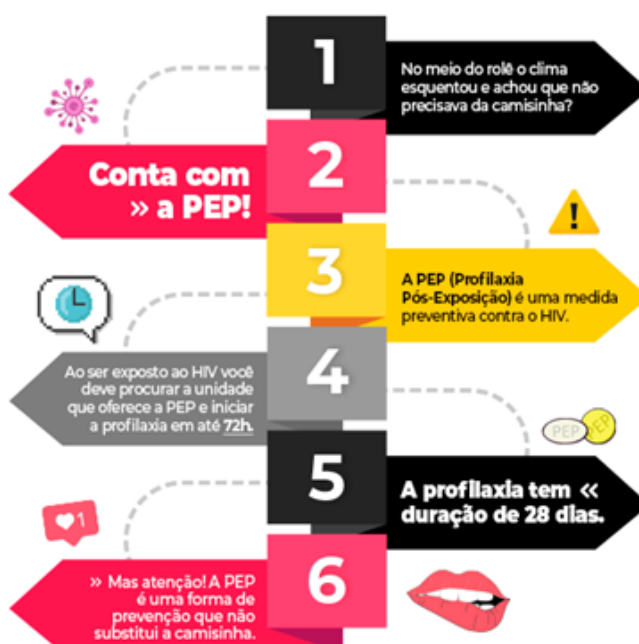 1
No meio do rolê o clima
esquentou e achou que não
precisava da camisinha?
2
Conta com
» a PEP!
3
A PEP (Profilaxia
Pós-Exposição) é uma medida
preventiva contra o HIV.
4
Ao ser exposto ao HIV você
deve procurar a unidade
que oferece a PEP e iniciar
a profilaxia em até 72h.
PEP
PEP
5
A profilaxia tem «
duração de 28 dias.
1
6
» Mas atenção! A PEP
é uma forma de
prevenção que não
substitui a camisinha.